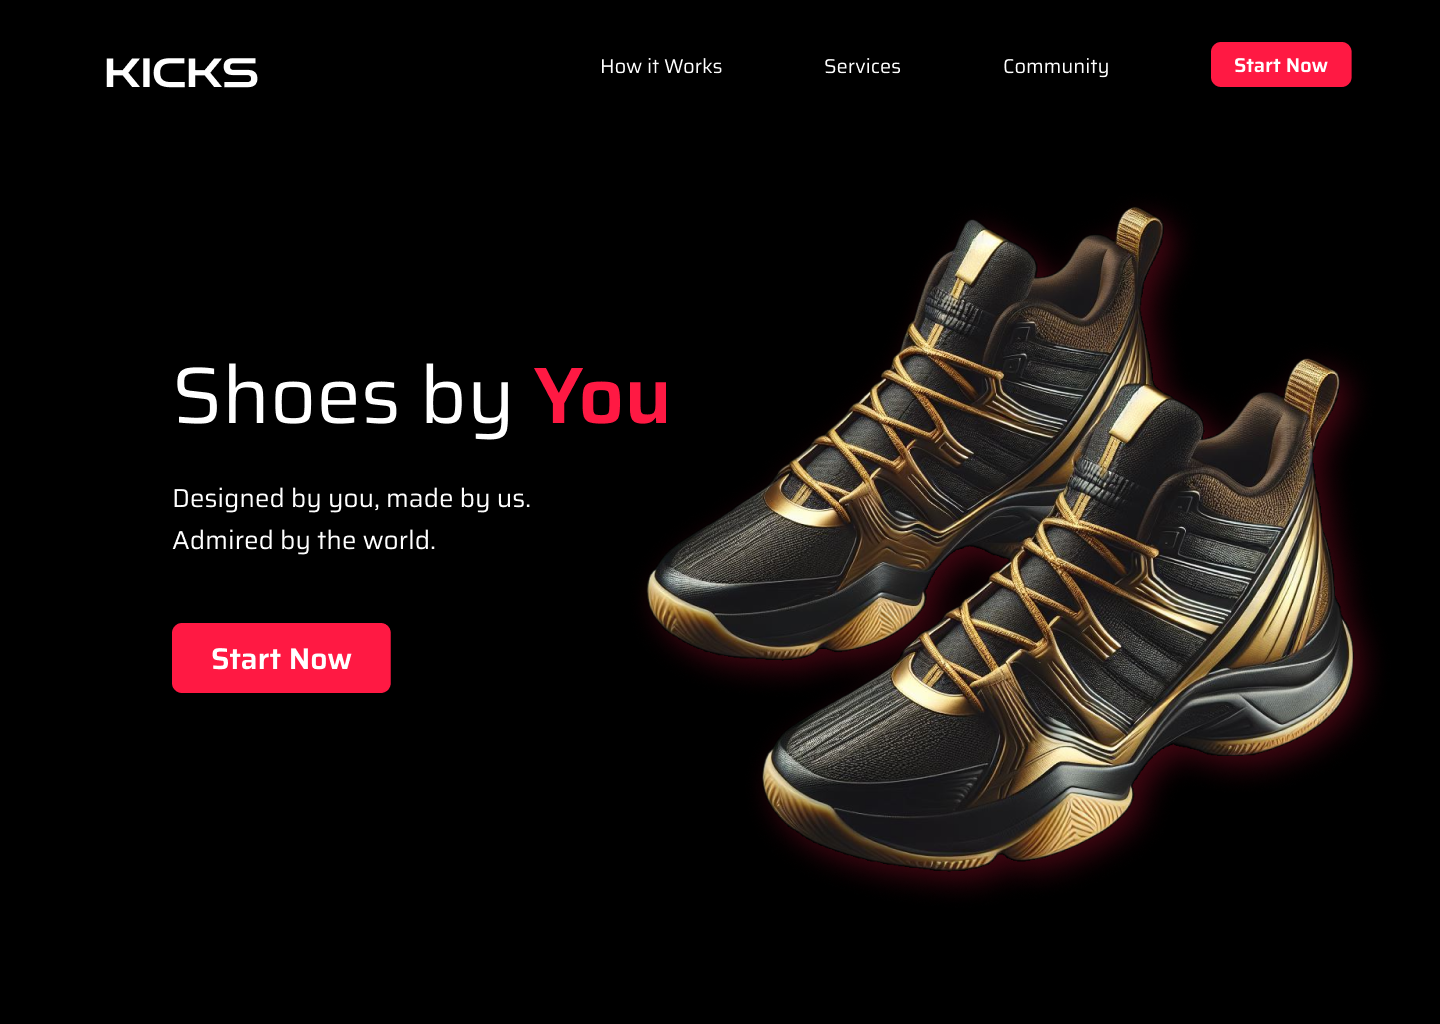 KICKS
How it Works
Services
Community
Start Now
Shoes by You
Designed by you, made by us.
Admired by the world.
Start Now